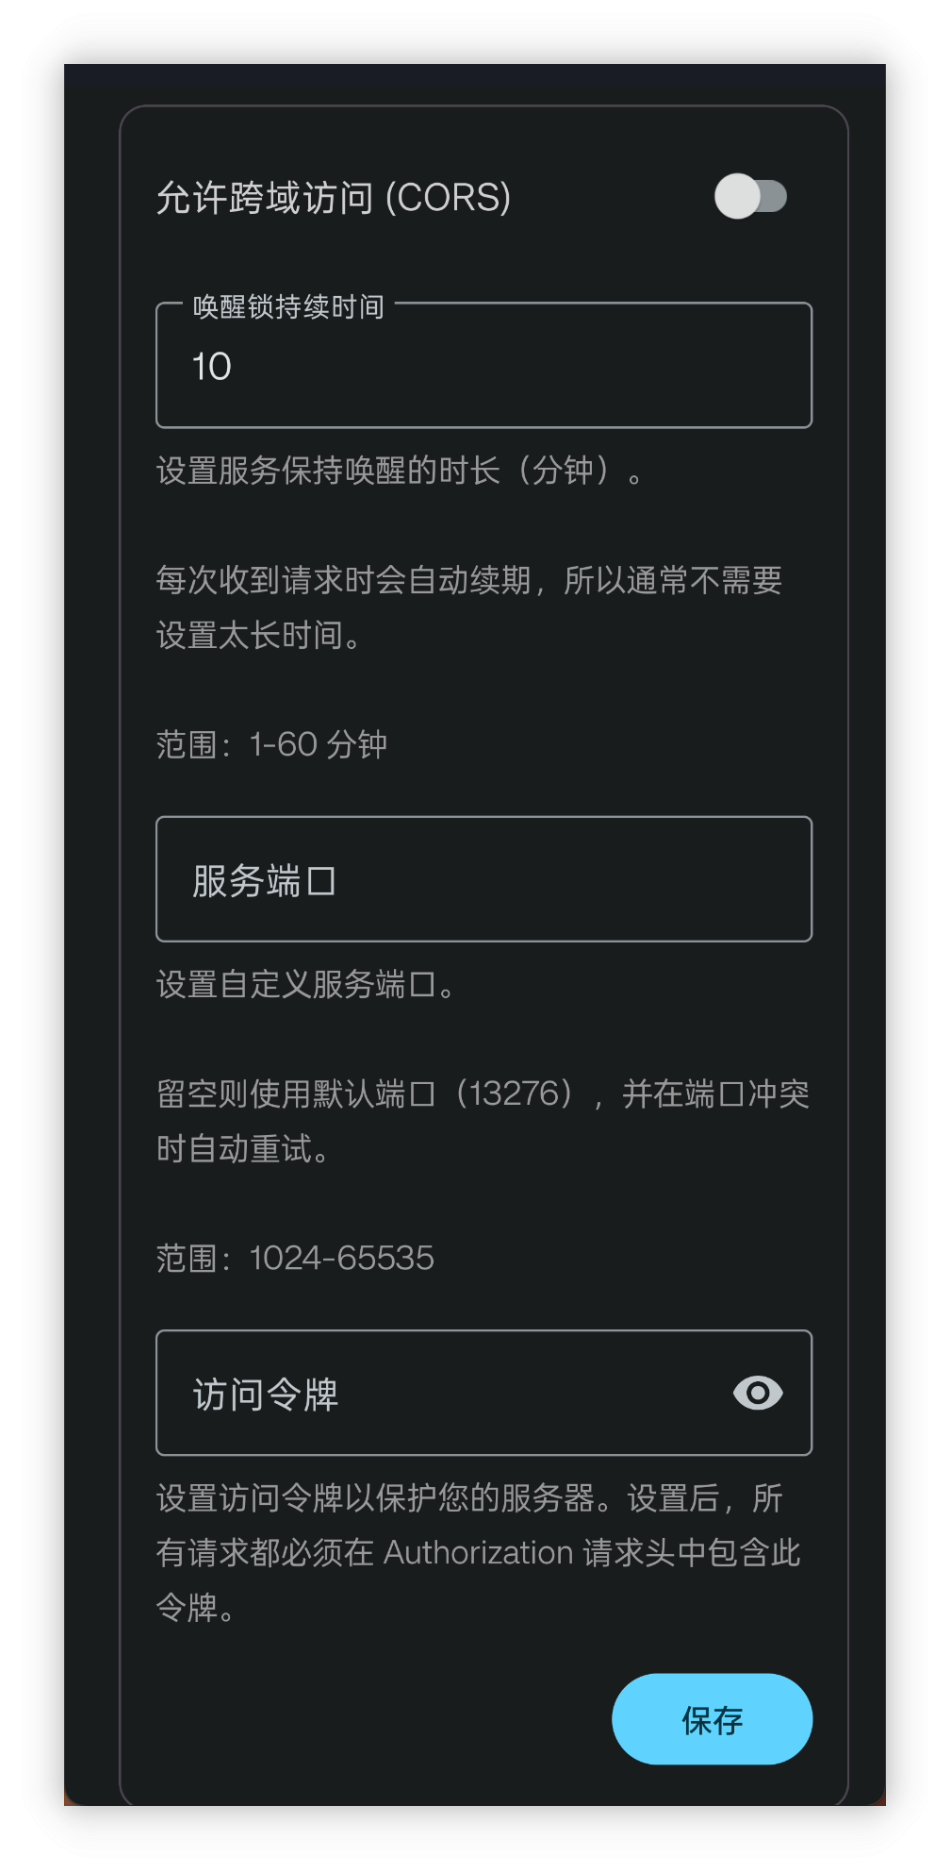 允许跨域访问 (CORS)
唤醒锁持续时间
10
设置服务保持唤醒的时长（分钟）。
每次收到请求时会自动续期，所以通常不需要
设置太长时间。
范围：1-60 分钟
服务端口
设置自定义服务端口。
留空则使用默认端口（13276），并在端口冲突
时自动重试。
范围：1024-65535
访问令牌
设置访问令牌以保护您的服务器。设置后，所
有请求都必须在 Authorization 请求头中包含此
令牌。
保存